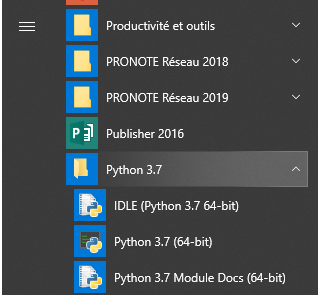 Productivité et outils
PRONOTE Réseau 2018
PRONOTE Réseau 2019
Publisher 2016
Python 3.7
IDLE (Python 3.7 64-bit)
Python 3.7 (64-bit)
Python 3.7 Module Docs (64-bit)